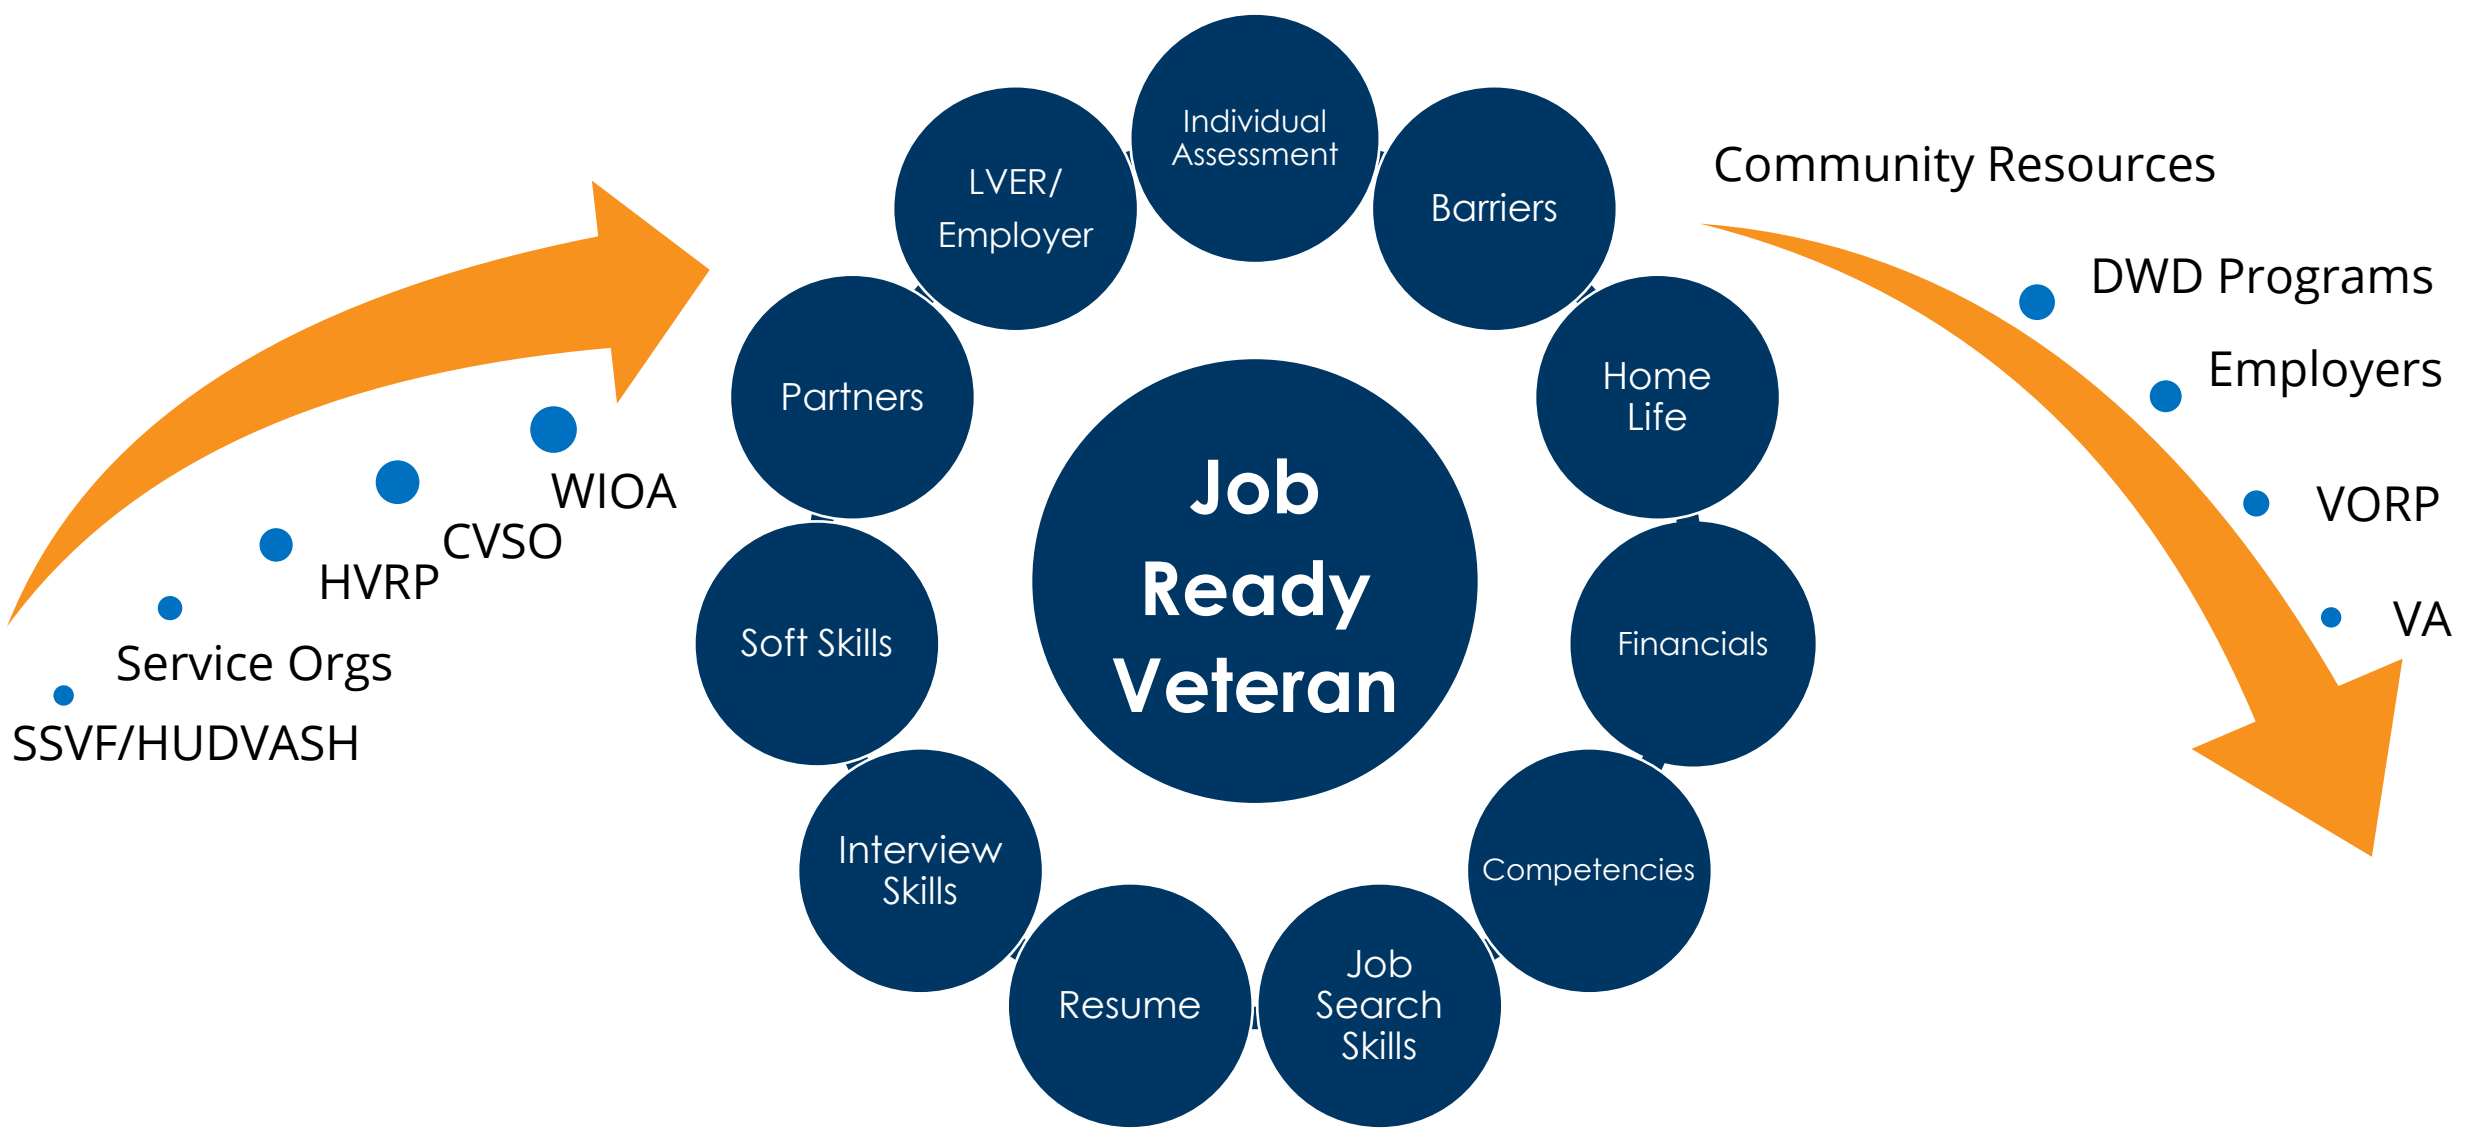 Individual
Assessment
Barriers
Home
Life
Financials
Competencies
Job
Search
Skills
Resume
Interview
Skills
Soft Skills
Partners
LVER/
Employer
Job
Ready
Veteran
WIOA
CVSO
HVRP
Service Orgs
SSVF/HUDVASH
Community Resources
DWD Programs
Employers
VORP
VA